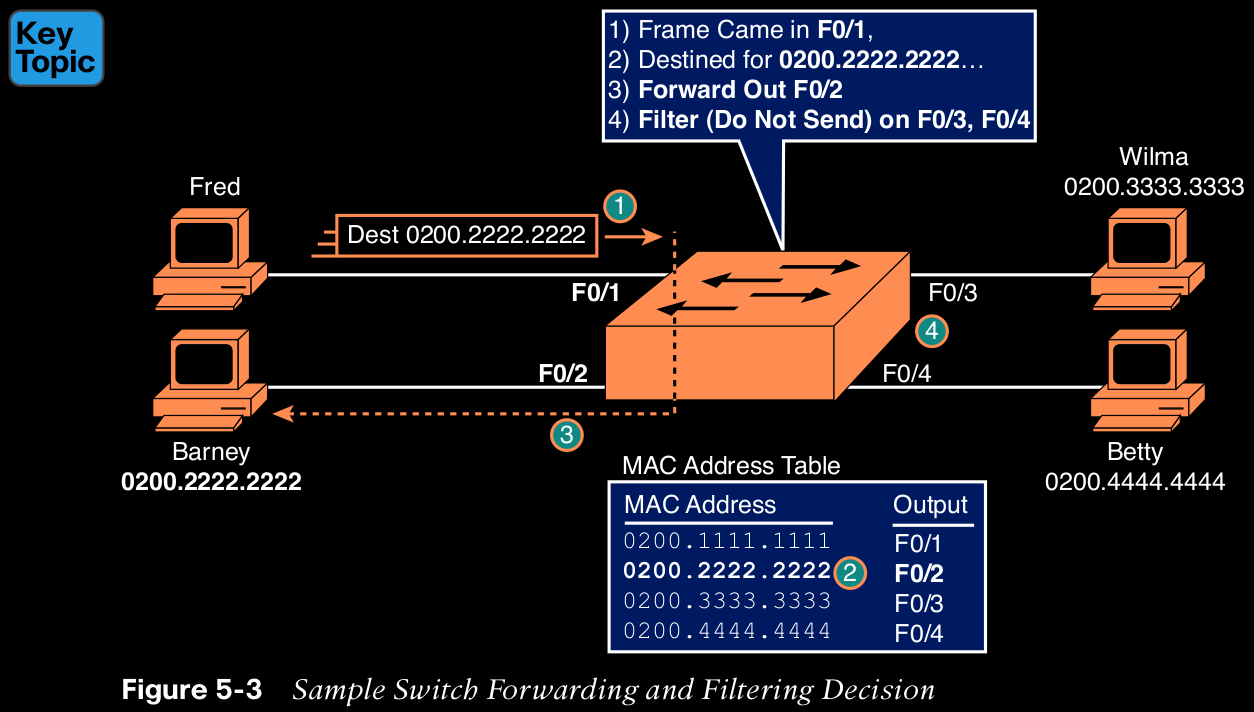 Key
Topic
1) Frame Came in F0/1,
2) Destined for 0200.2222.2222…
3) Forward Out F0/2
4) Filter (Do Not Send) on F0/3, F0/4
Wilma
0200.3333.3333
Fred
1
Dest 0200.2222.2222
F0/1
F0/3
4
F0/2
F0/4
3
Barney
0200.2222.2222
Betty
0200.4444.4444
MAC Address Table
MAC Address Output
0200.1111.1111 F0/1
0200.2222.2222 2 F0/2
0200.3333.3333 F0/3
0200.4444.4444 F0/4
Figure 5-3 Sample Switch Forwarding and Filtering Decision